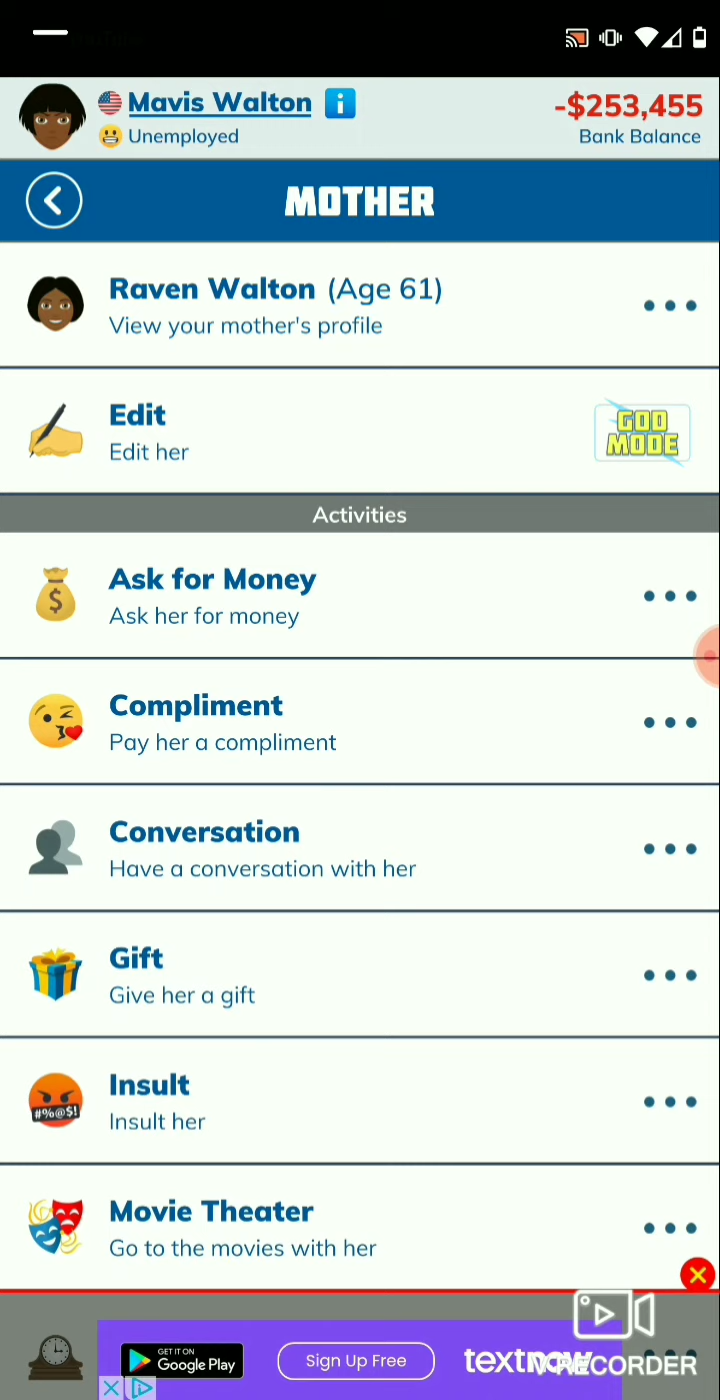 Mavis Walton i
-$253,455
Unemployed
Bank Balance
MOTHER
Raven Walton (Age 61)
View your mother's profile
Edit
Edit her
GOD
MODE
Activities
$
Ask for Money
Ask her for money
Compliment
Pay her a compliment
Conversation
Have a conversation with her
Gift
Give her a gift
#%@$!
Insult
Insult her
Movie Theater
Go to the movies with her
GET IT ON
Google Play
Sign Up Free
textnow
RECORDER